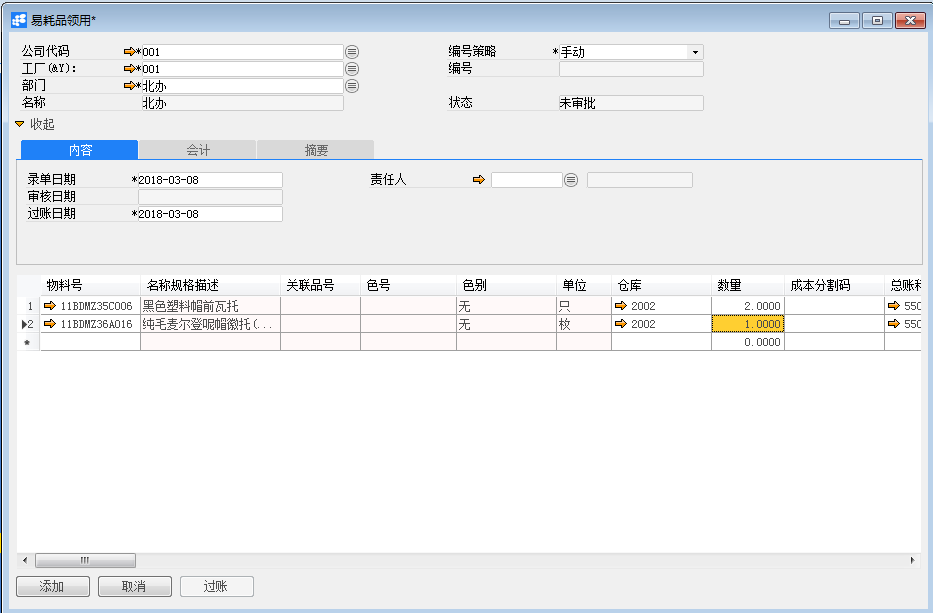 易耗品领用*
公司代码 *001 编号策略 *手动
工厂(&Y): *001 编号
部门 *北办
名称 北办 状态 未审批
收起
内容 会计 摘要
录单日期 *2018-03-08 责任人
审核日期
过账日期 *2018-03-08
物料号 名称规格描述 关联品号 色号 色别 单位 仓库 数量 成本分割码 总账科
1 11BDMZ35C006 黑色塑料帽前瓦托 无 只 2002 2.0000 550
2 11BDMZ36A016 纯毛麦尔登呢帽徽托(... 无 枚 2002 1.0000 550
* 0.0000
添加 取消 过账